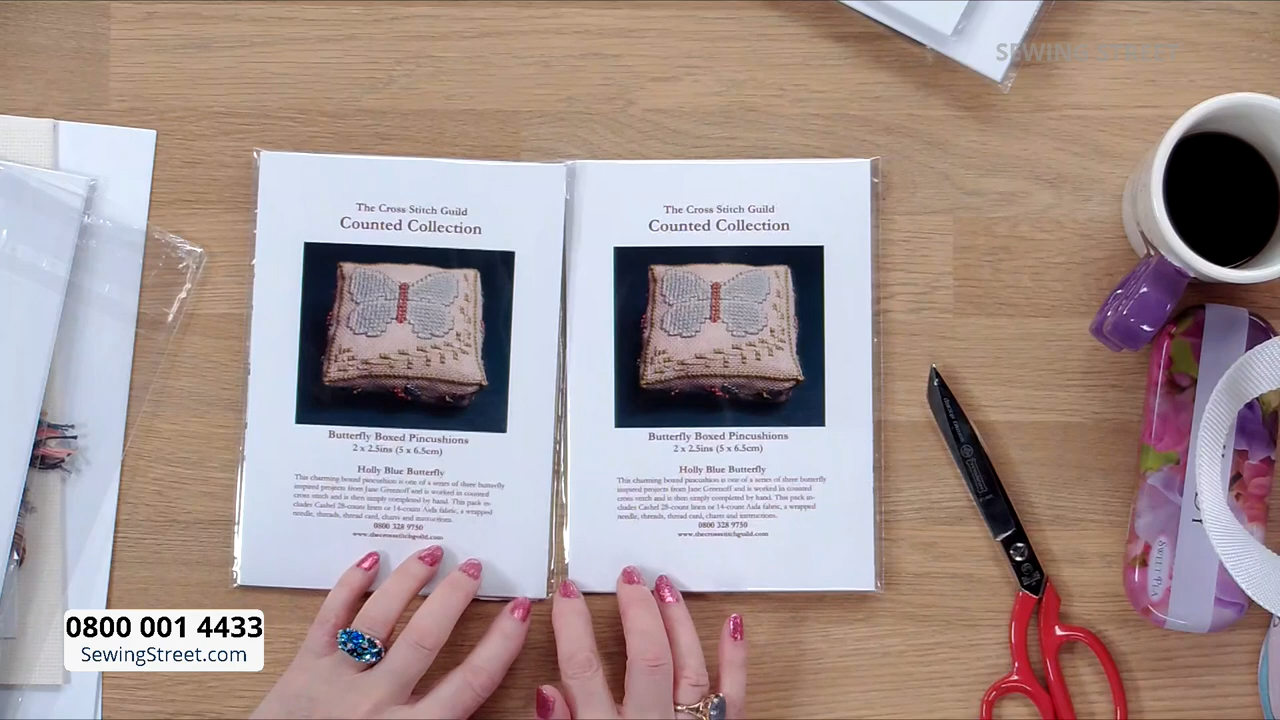 SEWING STREET
The Cross Stitch Guild
Counted Collection
Butterfly Boxed Pincushions
2 x 2.5ins (5 x 6.5cm)
Holly Blue Butterfly
This charming boxed pincushion is one of a series of three butterfly
inspired projects from Jane Greenoff and is worked in counted
cross stitch and is then simply completed by hand. This pack in-
cludes Cashel 28-count linen or 14-count Aida fabric, a wrapped
needle, threads, thread card, charts and instructions.
0800 328 9750
www.thecrossstitchguild.com
The Cross Stitch Guild
Counted Collection
Butterfly Boxed Pincushions
2 x 2.5ins (5 x 6.5cm)
Holly Blue Butterfly
This charming boxed pincushion is one of a series of three butterfly
inspired projects from Jane Greenoff and is worked in counted
cross stitch and is then simply completed by hand. This pack in-
cludes Cashel 28-count linen or 14-count Aida fabric, a wrapped
needle, threads, thread card, charts and instructions.
0800 328 9750
www.thecrossstitchguild.com
0800 001 4433
SewingStreet.com